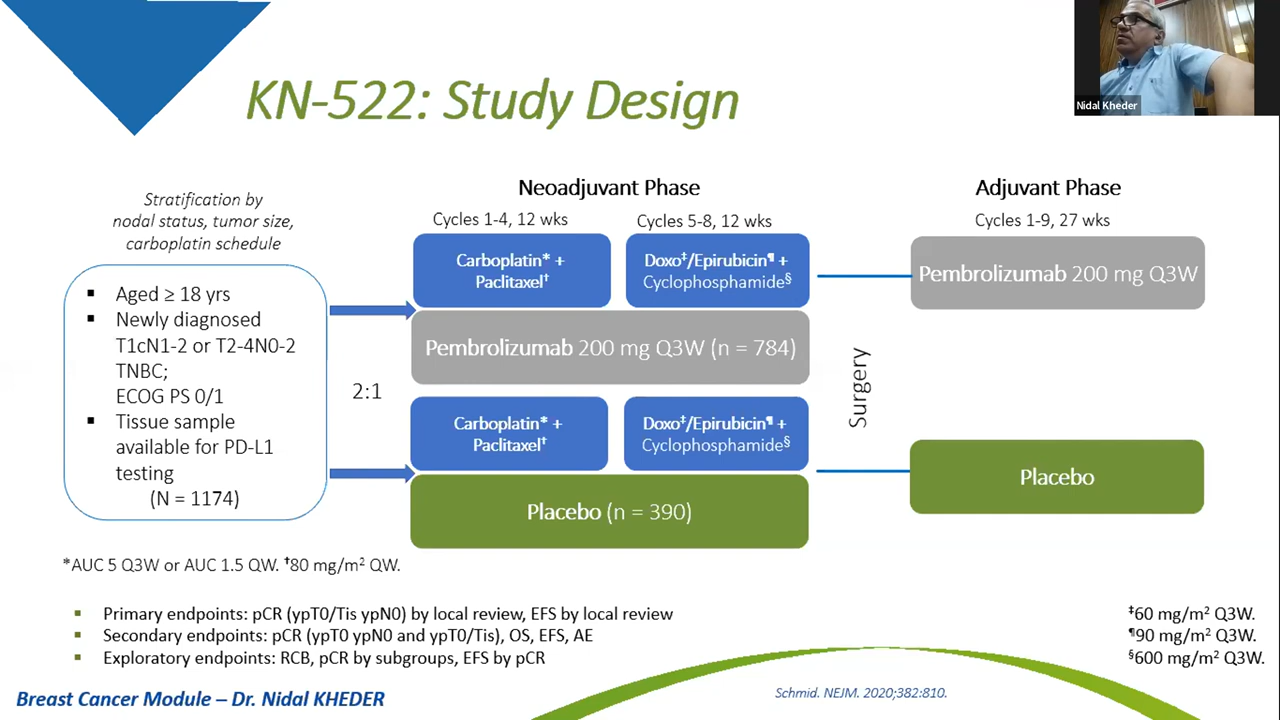 Nidal Kheder
KN-522: Study Design
Stratification by
nodal status, tumor size,
carboplatin schedule
▪ Aged ≥ 18 yrs
▪ Newly diagnosed
T1cN1-2 or T2-4N0-2
TNBC;
ECOG PS 0/1
▪ Tissue sample
available for PD-L1
testing
(N = 1174)
2:1
Neoadjuvant Phase
Cycles 1-4, 12 wks
Cycles 5-8, 12 wks
Carboplatin* +
Paclitaxel†
Doxo‡/Epirubicin¶ +
Cyclophosphamide§
Pembrolizumab 200 mg Q3W (n = 784)
Carboplatin* +
Paclitaxel†
Doxo‡/Epirubicin¶ +
Cyclophosphamide§
Placebo (n = 390)
Surgery
Adjuvant Phase
Cycles 1-9, 27 wks
Pembrolizumab 200 mg Q3W
Placebo
*AUC 5 Q3W or AUC 1.5 QW. †80 mg/m² QW.
▪ Primary endpoints: pCR (ypT0/Tis ypN0) by local review, EFS by local review
▪ Secondary endpoints: pCR (ypT0 ypN0 and ypT0/Tis), OS, EFS, AE
▪ Exploratory endpoints: RCB, pCR by subgroups, EFS by pCR
‡60 mg/m² Q3W.
¶90 mg/m² Q3W.
§600 mg/m² Q3W.
Breast Cancer Module – Dr. Nidal KHEDER
Schmid. NEJM. 2020;382:810.